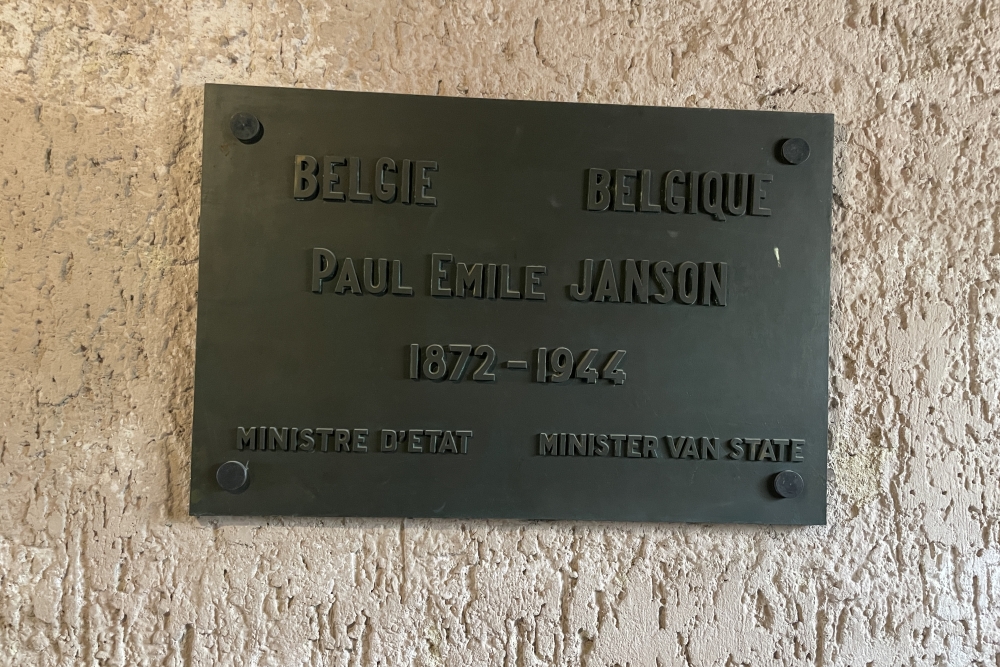 BELGIE BELGIQUE
PAUL EMILE JANSON
1872-1944
MINISTRE D'ETAT MINISTER VAN STATE